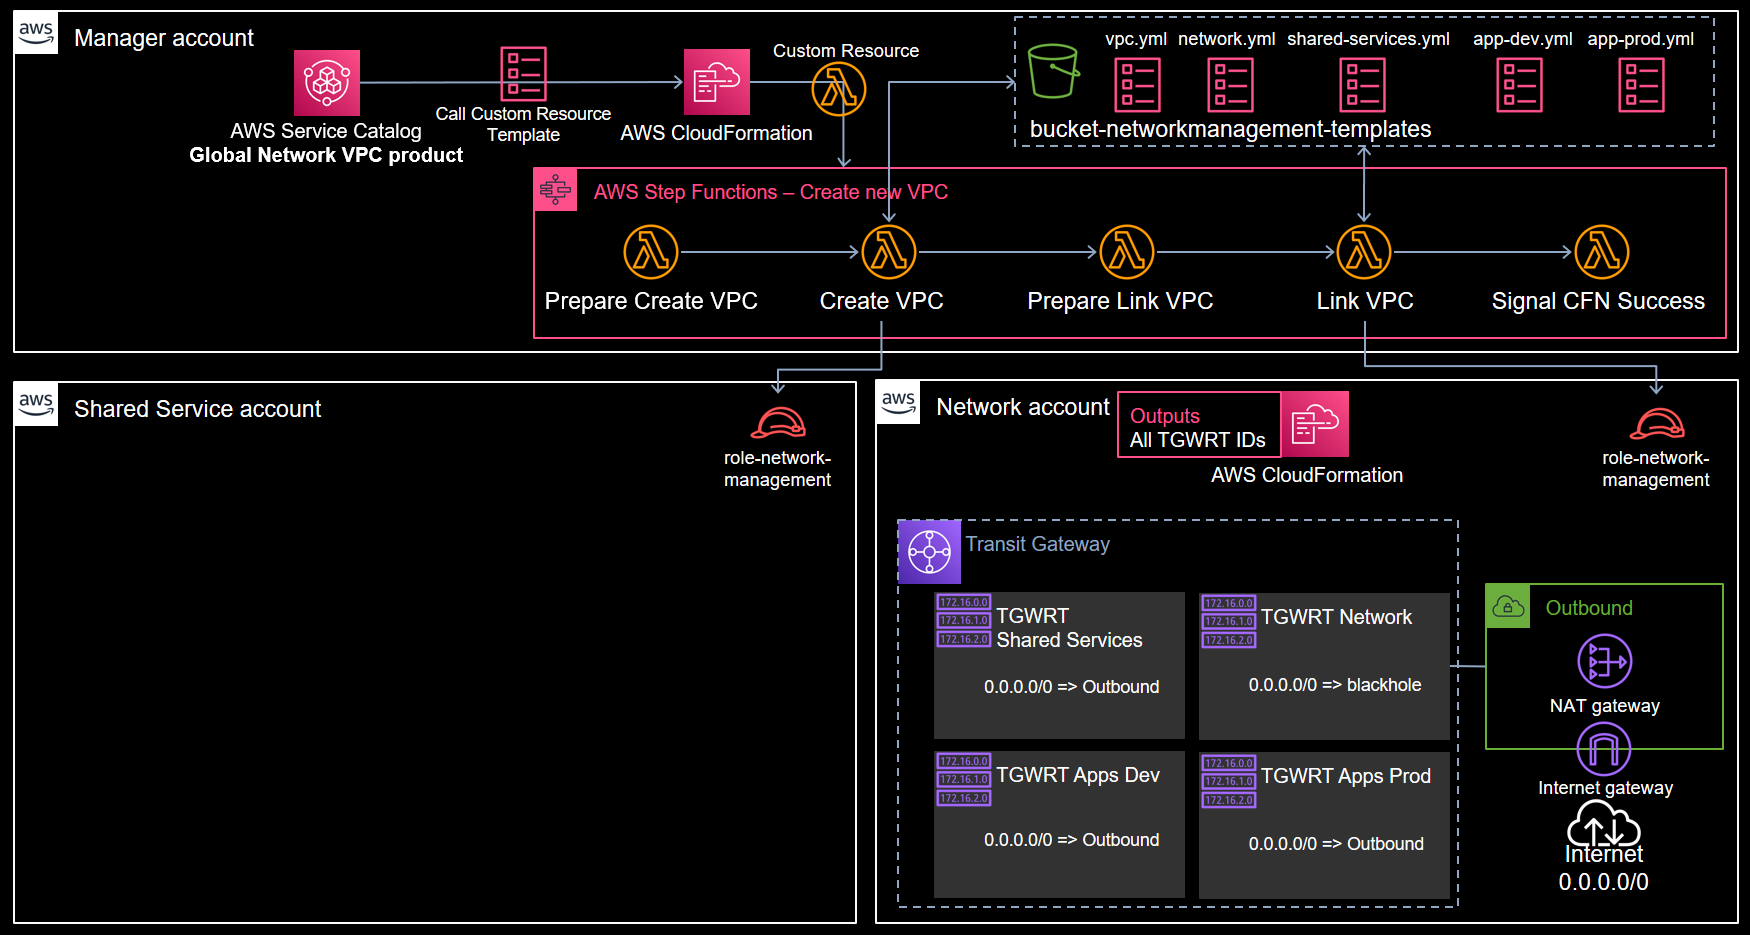 aws
Manager account
AWS Service Catalog
Global Network VPC product
Call Custom Resource
Template
AWS CloudFormation
Custom Resource
vpc.yml
network.yml
shared-services.yml
app-dev.yml
app-prod.yml
bucket-networkmanagement-templates
AWS Step Functions – Create new VPC
Prepare Create VPC
Create VPC
Prepare Link VPC
Link VPC
Signal CFN Success
aws
Shared Service account
role-network-
management
aws
Network account
Outputs
All TGWRT IDs
AWS CloudFormation
role-network-
management
Transit Gateway
172.16.0.0
172.16.1.0
172.16.2.0
TGWRT
Shared Services
0.0.0.0/0 => Outbound
172.16.0.0
172.16.1.0
172.16.2.0
TGWRT Network
0.0.0.0/0 => blackhole
172.16.0.0
172.16.1.0
172.16.2.0
TGWRT Apps Dev
0.0.0.0/0 => Outbound
172.16.0.0
172.16.1.0
172.16.2.0
TGWRT Apps Prod
0.0.0.0/0 => Outbound
Outbound
NAT gateway
Internet gateway
Internet
0.0.0.0/0